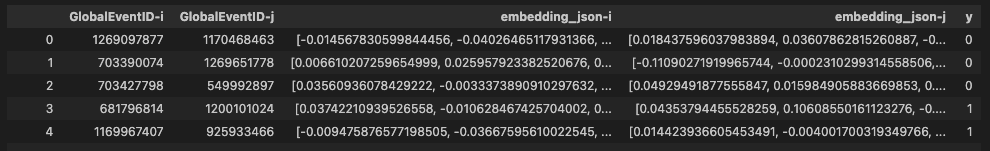 GlobalEventID-i GlobalEventID-j embedding_json-i embedding_json-j y
0 1269097877 1170468463 [-0.014567830599844456, -0.04026465117931366, ... [0.018437596037983894, 0.03607862815260887, -0.... 0
1 703390074 1269651778 [0.006610207259654999, 0.025957923382520676, 0.... [-0.11090271919965744, -0.0002310299314558506,... 0
2 703427798 549992897 [0.03560936078429222, -0.0033373890910297632, ... [0.04929491877555847, 0.015984905883669853, 0.... 0
3 681796814 1200101024 [0.03742210939526558, -0.010628467425704002, 0.... [0.04353794455528259, 0.10608550161123276, -0.... 1
4 1169967407 925933466 [-0.009475876577198505, -0.03667595610022545, ... [0.014423936605453491, -0.004001700319349766, ... 1